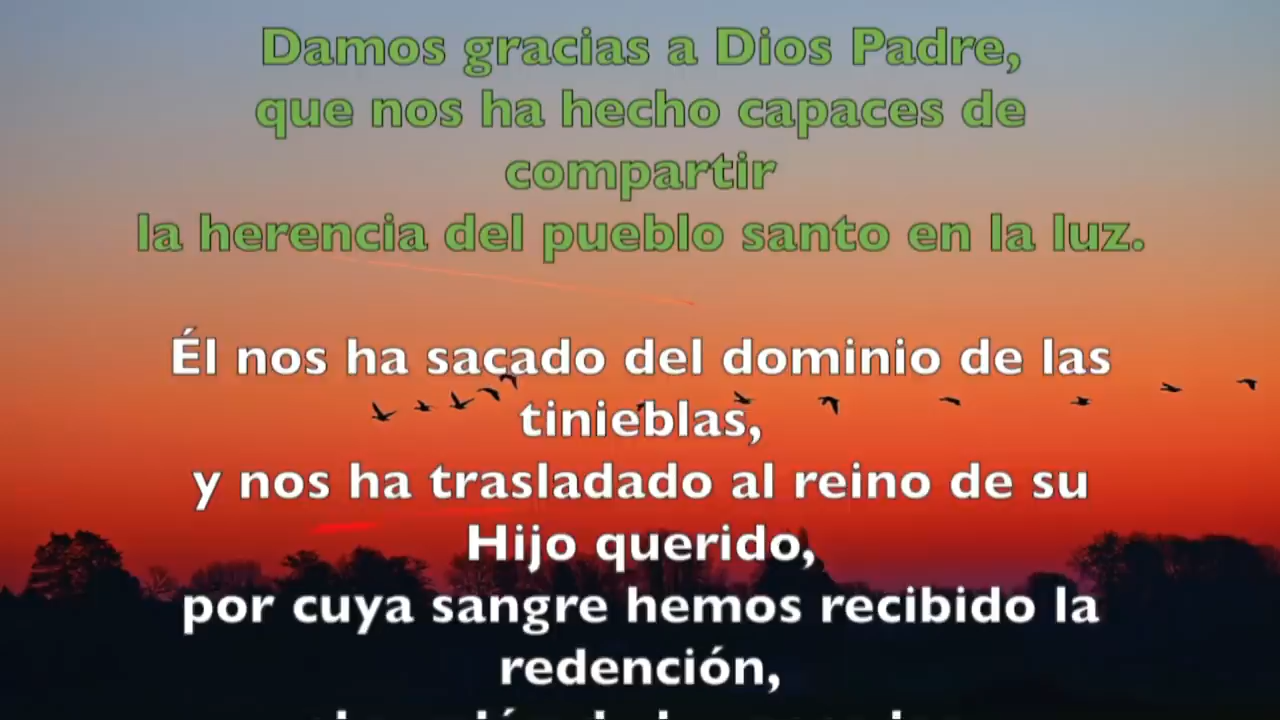 Damos gracias a Dios Padre,
que nos ha hecho capaces de
compartir
la herencia del pueblo santo en la luz.
Él nos ha sacado del dominio de las
tinieblas,
y nos ha trasladado al reino de su
Hijo querido,
por cuya sangre hemos recibido la
redención,